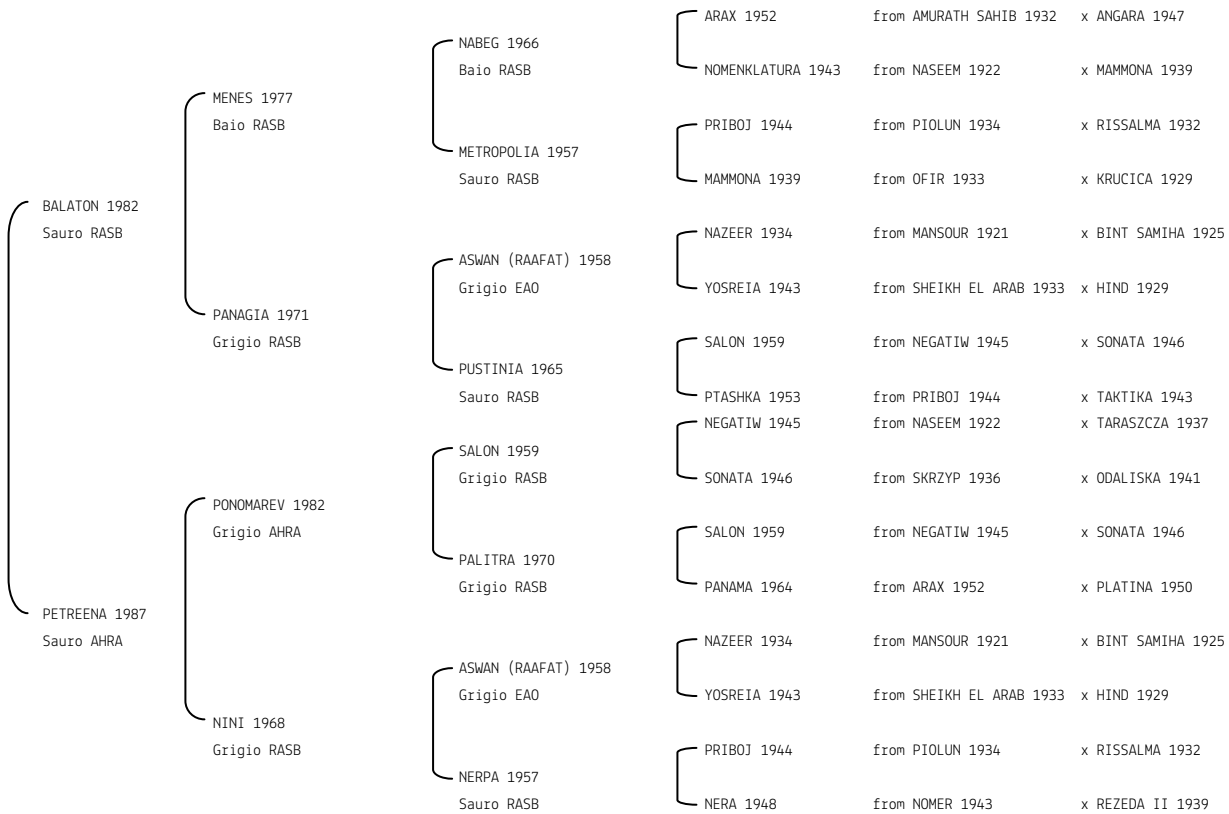 ARAX 1952 from AMURATH SAHIB 1932 x ANGARA 1947
NABEG 1966
Baio RASB
NOMENKLATURA 1943 from NASEEM 1922 x MAMMONA 1939
MENES 1977
Baio RASB
PRIBOJ 1944 from PIOLUN 1934 x RISSALMA 1932
METROPOLIA 1957
Sauro RASB
MAMMONA 1939 from OFIR 1933 x KRUCICA 1929
BALATON 1982
Sauro RASB
NAZEER 1934 from MANSOUR 1921 x BINT SAMIHA 1925
ASWAN (RAAFAT) 1958
Grigio EAO
YOSREIA 1943 from SHEIKH EL ARAB 1933 x HIND 1929
PANAGIA 1971
Grigio RASB
SALON 1959 from NEGATIW 1945 x SONATA 1946
PUSTINIA 1965
Sauro RASB
PTASHKA 1953 from PRIBOJ 1944 x TAKTIKA 1943
NEGATIW 1945 from NASEEM 1922 x TARASZCZA 1937
SALON 1959
Grigio RASB
SONATA 1946 from SKRZYP 1936 x ODALISKA 1941
PONOMAREV 1982
Grigio AHRA
SALON 1959 from NEGATIW 1945 x SONATA 1946
PALITRA 1970
Grigio RASB
PANAMA 1964 from ARAX 1952 x PLATINA 1950
PETREENA 1987
Sauro AHRA
NAZEER 1934 from MANSOUR 1921 x BINT SAMIHA 1925
ASWAN (RAAFAT) 1958
Grigio EAO
YOSREIA 1943 from SHEIKH EL ARAB 1933 x HIND 1929
NINI 1968
Grigio RASB
PRIBOJ 1944 from PIOLUN 1934 x RISSALMA 1932
NERPA 1957
Sauro RASB
NERA 1948 from NOMER 1943 x REZEDA II 1939